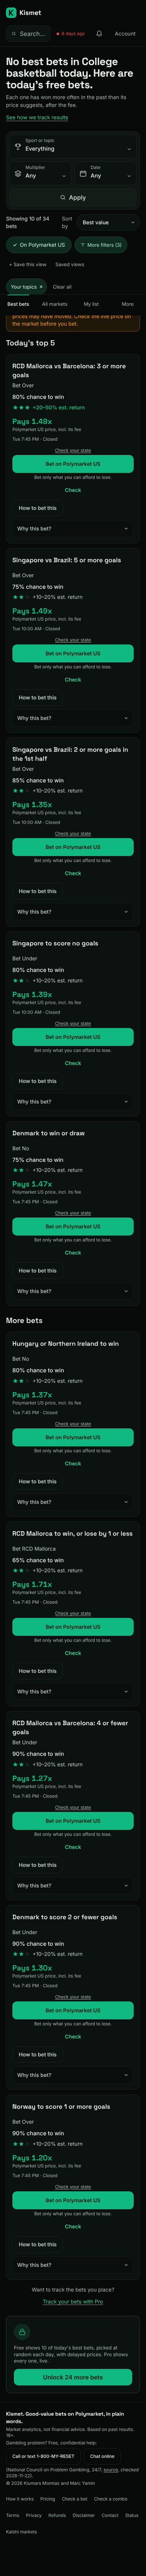 K Kismet
Search...
8 days ago
Account
No best bets in College
basketball today. Here are
today's free bets.
Each one has won more often in the past than its
price suggests, after the fee.
See how we track results
Sport or topic
Everything
Multiplier
Any
Date
Any
Apply
Showing 10 of 34
bets
Sort
by
Best value
On Polymarket US
More filters (3)
+ Save this view
Saved views
Your topics ×
Clear all
Best bets
All markets
My list
More
prices may have moved. Check the live price on
the market before you bet.
Today's top 5
RCD Mallorca vs Barcelona: 3 or more
goals
Bet Over
80% chance to win
★★★ +20–50% est. return
Pays 1.49x
Polymarket US price, incl. its fee
Tue 7:45 PM · Closed
Check your state
Bet on Polymarket US
Bet only what you can afford to lose.
Check
How to bet this
Why this bet?
Singapore vs Brazil: 5 or more goals
Bet Over
75% chance to win
★★★ +10–20% est. return
Pays 1.49x
Polymarket US price, incl. its fee
Tue 10:00 AM · Closed
Check your state
Bet on Polymarket US
Bet only what you can afford to lose.
Check
How to bet this
Why this bet?
Singapore vs Brazil: 2 or more goals in
the 1st half
Bet Over
85% chance to win
★★★ +10–20% est. return
Pays 1.35x
Polymarket US price, incl. its fee
Tue 10:00 AM · Closed
Check your state
Bet on Polymarket US
Bet only what you can afford to lose.
Check
How to bet this
Why this bet?
Singapore to score no goals
Bet Under
80% chance to win
★★★ +10–20% est. return
Pays 1.39x
Polymarket US price, incl. its fee
Tue 10:00 AM · Closed
Check your state
Bet on Polymarket US
Bet only what you can afford to lose.
Check
How to bet this
Why this bet?
Denmark to win or draw
Bet No
75% chance to win
★★★ +10–20% est. return
Pays 1.47x
Polymarket US price, incl. its fee
Tue 7:45 PM · Closed
Check your state
Bet on Polymarket US
Bet only what you can afford to lose.
Check
How to bet this
Why this bet?
More bets
Hungary or Northern Ireland to win
Bet No
80% chance to win
★★★ +10–20% est. return
Pays 1.37x
Polymarket US price, incl. its fee
Tue 7:45 PM · Closed
Check your state
Bet on Polymarket US
Bet only what you can afford to lose.
Check
How to bet this
Why this bet?
RCD Mallorca to win, or lose by 1 or less
Bet RCD Mallorca
65% chance to win
★★★ +10–20% est. return
Pays 1.71x
Polymarket US price, incl. its fee
Tue 7:45 PM · Closed
Check your state
Bet on Polymarket US
Bet only what you can afford to lose.
Check
How to bet this
Why this bet?
RCD Mallorca vs Barcelona: 4 or fewer
goals
Bet Under
90% chance to win
★★★ +10–20% est. return
Pays 1.27x
Polymarket US price, incl. its fee
Tue 7:45 PM · Closed
Check your state
Bet on Polymarket US
Bet only what you can afford to lose.
Check
How to bet this
Why this bet?
Denmark to score 2 or fewer goals
Bet Under
90% chance to win
★★★ +10–20% est. return
Pays 1.30x
Polymarket US price, incl. its fee
Tue 7:45 PM · Closed
Check your state
Bet on Polymarket US
Bet only what you can afford to lose.
Check
How to bet this
Why this bet?
Norway to score 1 or more goals
Bet Over
90% chance to win
★★★ +10–20% est. return
Pays 1.20x
Polymarket US price, incl. its fee
Tue 7:45 PM · Closed
Check your state
Bet on Polymarket US
Bet only what you can afford to lose.
Check
How to bet this
Why this bet?
Want to track the bets you place?
Track your bets with Pro
Free shows 10 of today's best bets, picked at
random each day, with delayed prices. Pro shows
every one, live.
Unlock 24 more bets
Kismet. Good-value bets on Polymarket, in plain
words.
Market analytics, not financial advice. Based on past results.
18+.
Gambling problem? Free, confidential help:
Call or text 1-800-MY-RESET
Chat online
(National Council on Problem Gambling, 24/7, source, checked
© 2026 Kiumars Momtaz and Marc Yamin
How it works
Pricing
Check a bet
Check a combo
Terms
Privacy
Refunds
Disclaimer
Contact
Status
Kalshi markets